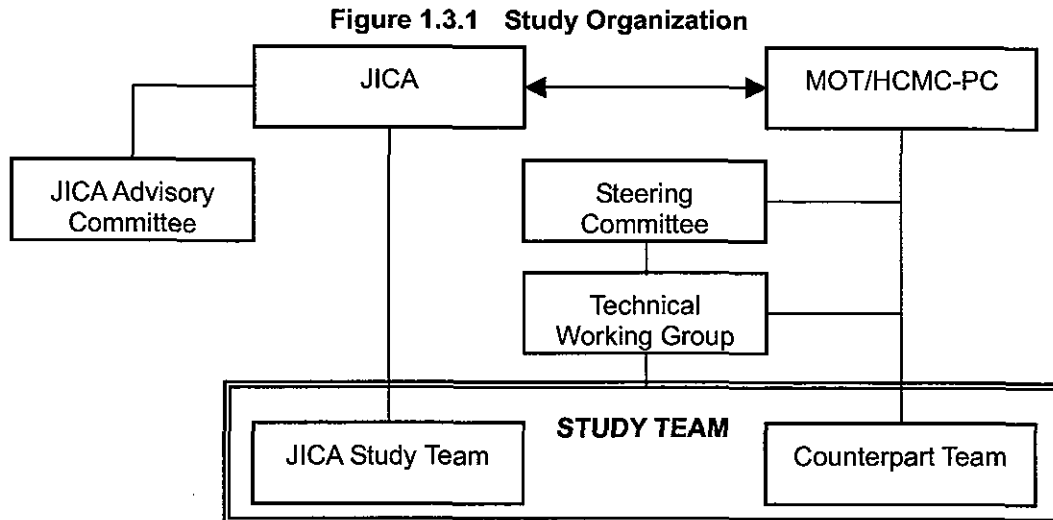 Figure 1.3.1 Study Organization
JICA
MOT/HCMC-PC
JICA Advisory
Committee
Steering
Committee
Technical
Working Group
STUDY TEAM
JICA Study Team
Counterpart Team